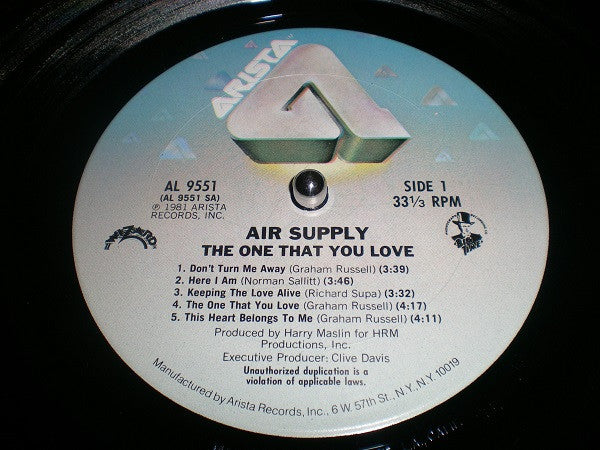 ARISTA
AL 9551
(AL 9551 SA)
℗ 1981 ARISTA
RECORDS, INC.
SIDE 1
33 1/3 RPM
AIR SUPPLY
THE ONE THAT YOU LOVE
1. Don't Turn Me Away (Graham Russell) (3:39)
2. Here I Am (Norman Sallitt) (3:46)
3. Keeping The Love Alive (Richard Supa) (3:32)
4. The One That You Love (Graham Russell) (4:17)
5. This Heart Belongs To Me (Graham Russell) (4:11)
Produced by Harry Maslin for HRM
Productions, Inc.
Executive Producer: Clive Davis
Unauthorized duplication is a
violation of applicable laws.
Manufactured by Arista Records, Inc., 6 W. 57th St., N.Y., N.Y. 10019